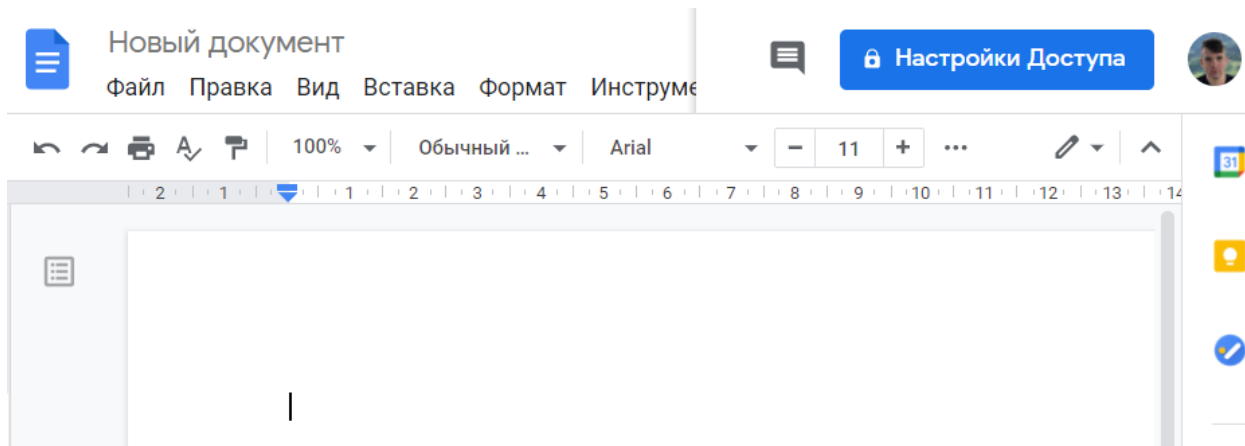 Новый документ
Настройки Доступа
Файл Правка Вид Вставка Формат Инструме
100% Обычный ... Arial − 11 + ...
2 1 1 2 3 4 5 6 7 8 9 10 11 12 13 14
31